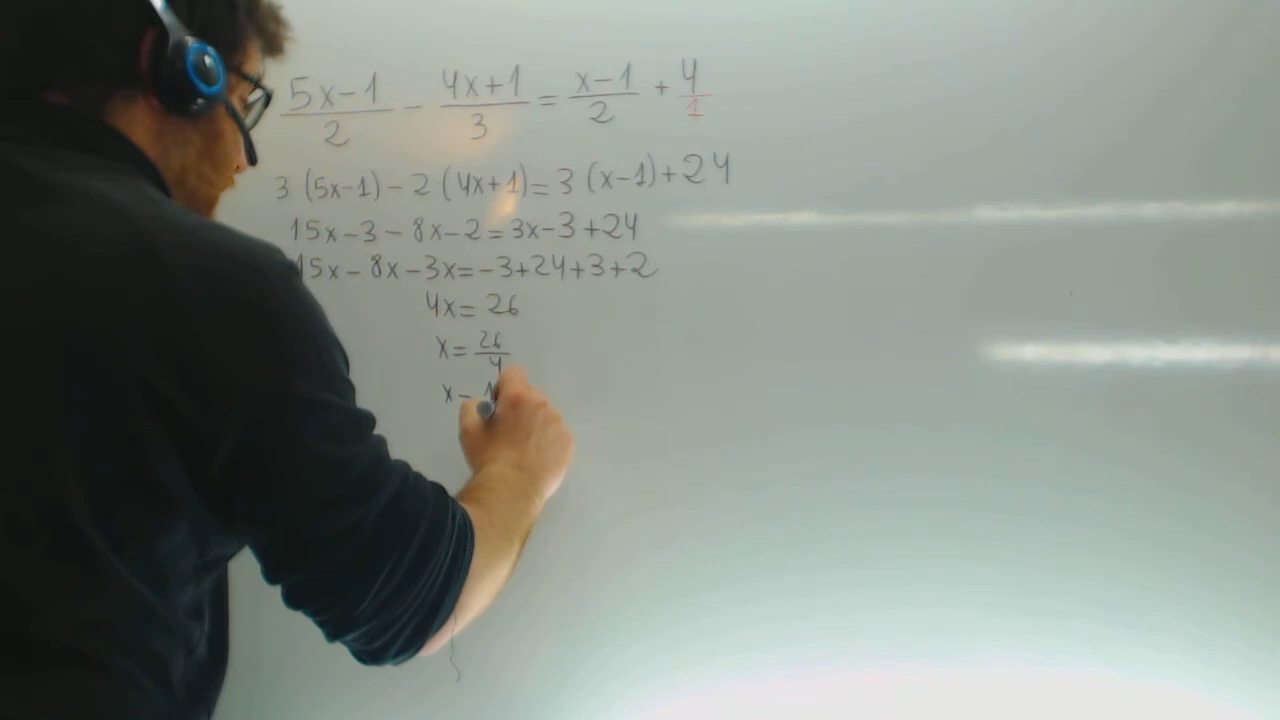 5x-1/2 - 4x+1/3 = x-1/2 + 4/1
3 (5x-1) - 2 (4x+1) = 3 (x-1) + 24
15x - 3 - 8x - 2 = 3x - 3 + 24
15x - 8x - 3x = -3 + 24 + 3 + 2
4x = 26
x = 26/4
x - 1